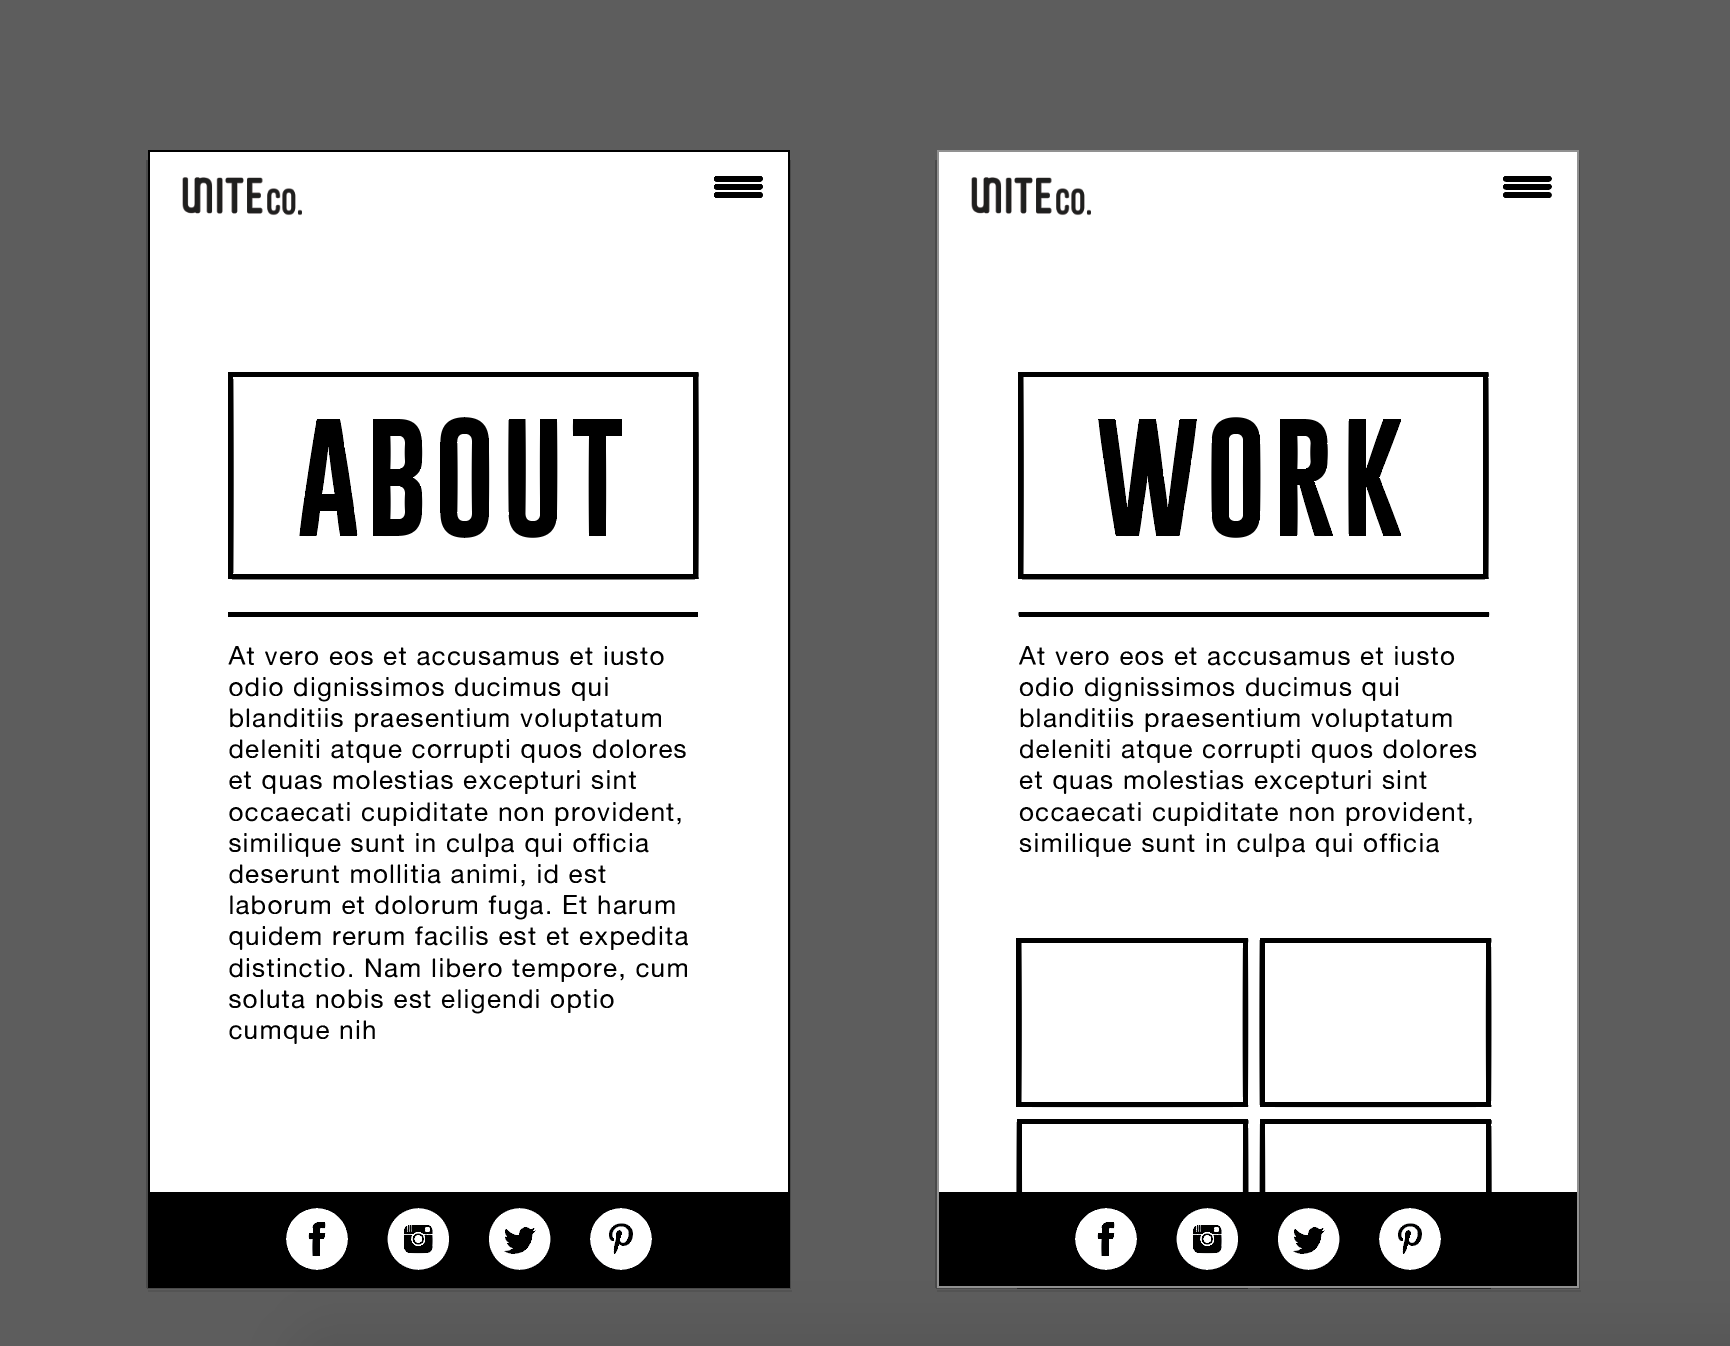 UNITE CO.
ABOUT
At vero eos et accusamus et iusto
odio dignissimos ducimus qui
blanditiis praesentium voluptatum
deleniti atque corrupti quos dolores
et quas molestias excepturi sint
occaecati cupiditate non provident,
similique sunt in culpa qui officia
deserunt mollitia animi, id est
laborum et dolorum fuga. Et harum
quidem rerum facilis est et expedita
distinctio. Nam libero tempore, cum
soluta nobis est eligendi optio
cumque nih
UNITE CO.
WORK
At vero eos et accusamus et iusto
odio dignissimos ducimus qui
blanditiis praesentium voluptatum
deleniti atque corrupti quos dolores
et quas molestias excepturi sint
occaecati cupiditate non provident,
similique sunt in culpa qui officia